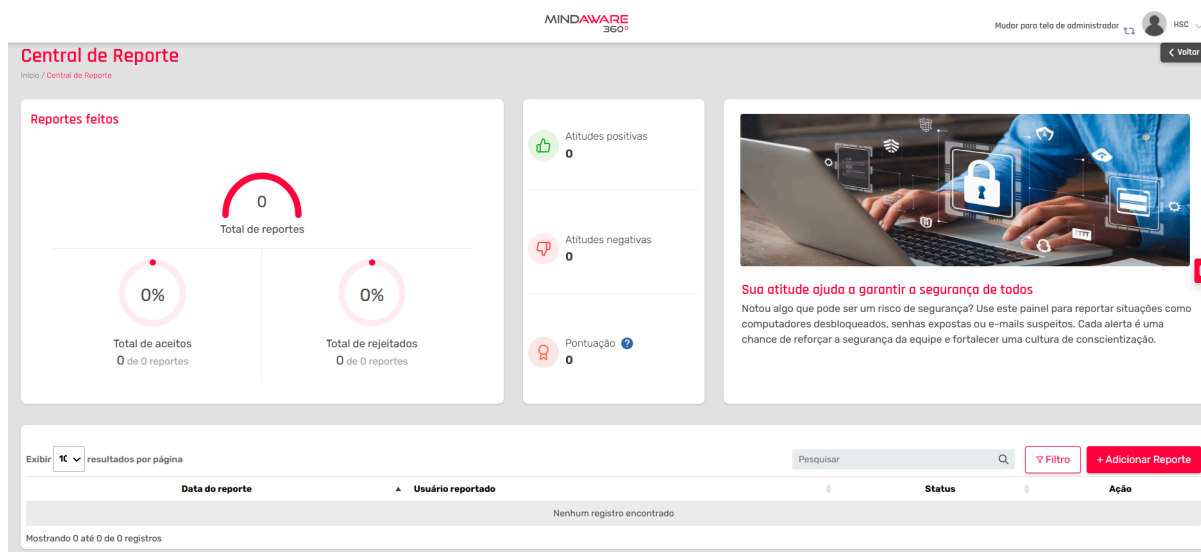 MINDAWARE
360°
Mudar para tela de administrador
HSC
Central de Reporte
Voltar
Início / Central de Reporte
Reportes feitos
0
Total de reportes
0%
Total de aceitos
0 de 0 reportes
0%
Total de rejeitados
0 de 0 reportes
Atitudes positivas
0
Atitudes negativas
0
Pontuação ?
0
Sua atitude ajuda a garantir a segurança de todos
Notou algo que pode ser um risco de segurança? Use este painel para reportar situações como
computadores desbloqueados, senhas expostas ou e-mails suspeitos. Cada alerta é uma
chance de reforçar a segurança da equipe e fortalecer uma cultura de conscientização.
Exibir 10 resultados por página
Pesquisar
Filtro
+ Adicionar Reporte
Data do reporte Usuário reportado Status Ação
Nenhum registro encontrado
Mostrando 0 até 0 de 0 registros